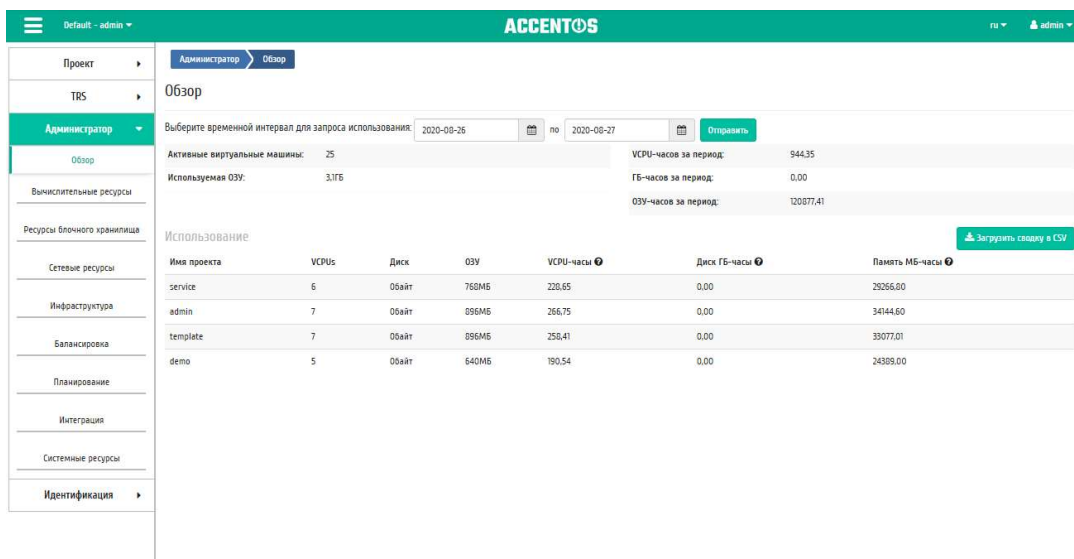 Default - admin
ACCENTOS
ru
admin
Проект
TRS
Администратор
Обзор
Вычислительные ресурсы
Ресурсы блочного хранилища
Сетевые ресурсы
Инфраструктура
Балансировка
Планирование
Интеграция
Системные ресурсы
Идентификация
Администратор Обзор
Обзор
Выберите временной интервал для запроса использования: 2020-08-26 по 2020-08-27 Отправить
Активные виртуальные машины: 25 VCPU-часов за период: 944,35
Используемая ОЗУ: 3,1ГБ ГБ-часов за период: 0,00
ОЗУ-часов за период: 120877,41
Использование Загрузить сводку в CSV
Имя проекта VCPUs Диск ОЗУ VCPU-часы Диск ГБ-часы Память МБ-часы
service 6 0байт 768МБ 228,65 0,00 29266,80
admin 7 0байт 896МБ 266,75 0,00 34144,60
template 7 0байт 896МБ 258,41 0,00 33077,01
demo 5 0байт 640МБ 190,54 0,00 24389,00